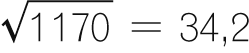 √1170 = 34,2